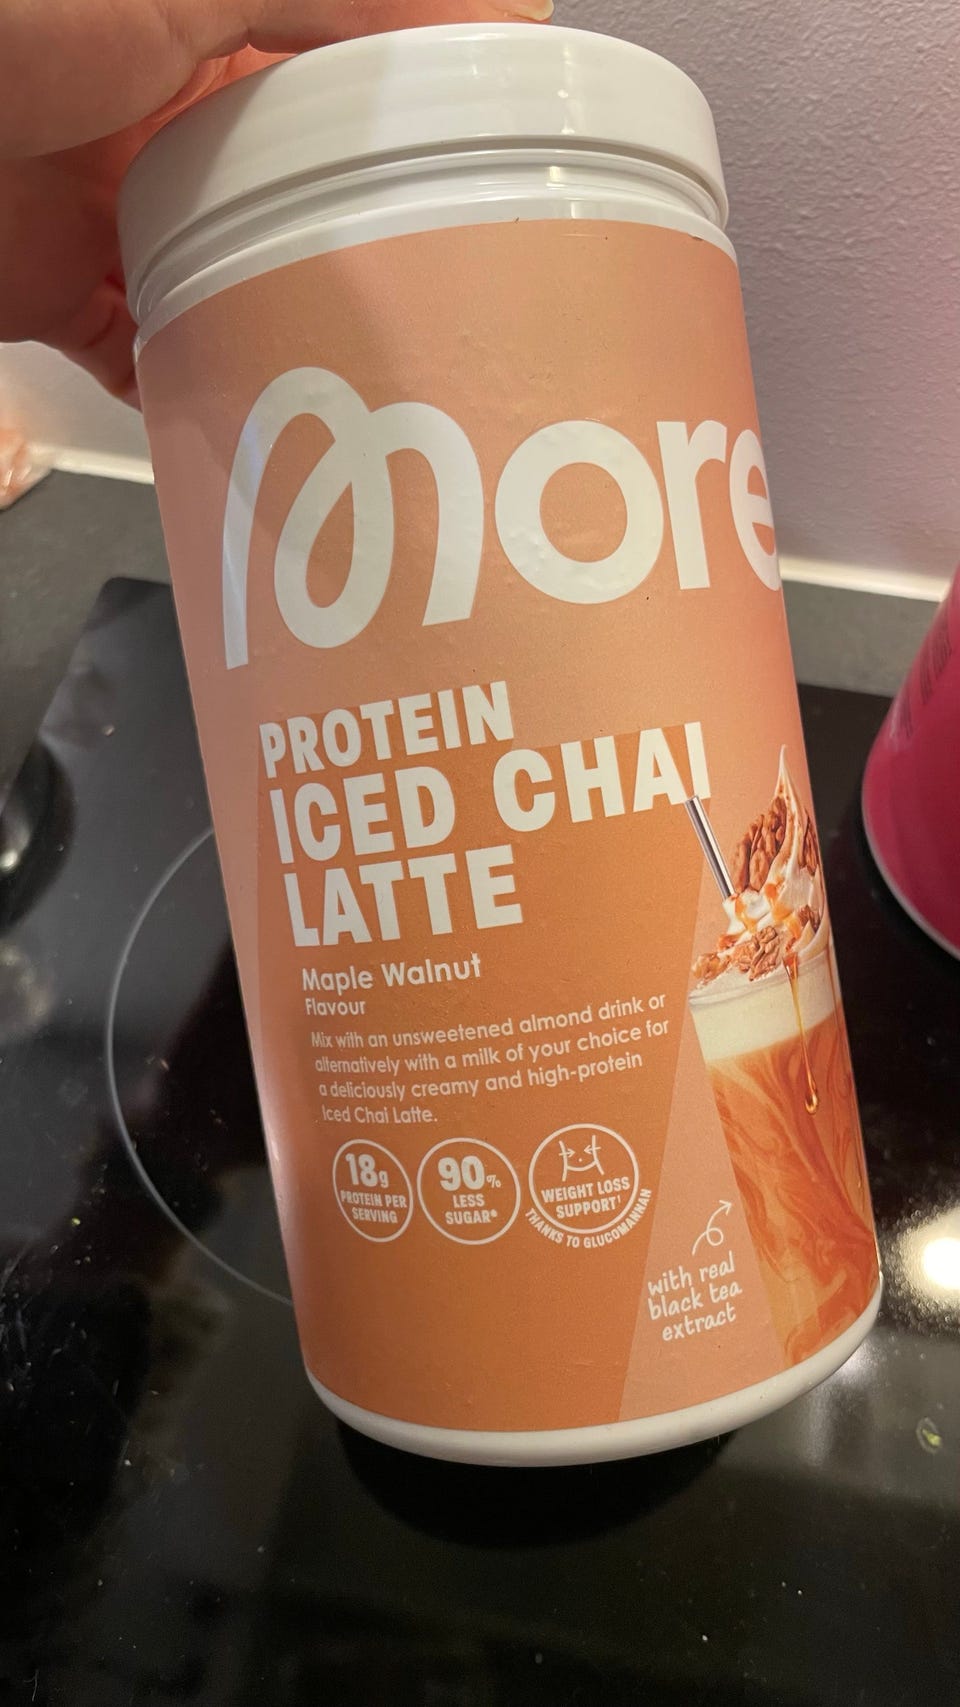 more
PROTEIN
ICED CHAI
LATTE
Maple Walnut
Flavour
Mix with an unsweetened almond drink or
alternatively with a milk of your choice for
a deliciously creamy and high-protein
Iced Chai Latte.
18g
PROTEIN PER
SERVING
90%
LESS
SUGAR*
WEIGHT LOSS
SUPPORT¹
THANKS TO GLUCOMANNAN
with real
black tea
extract